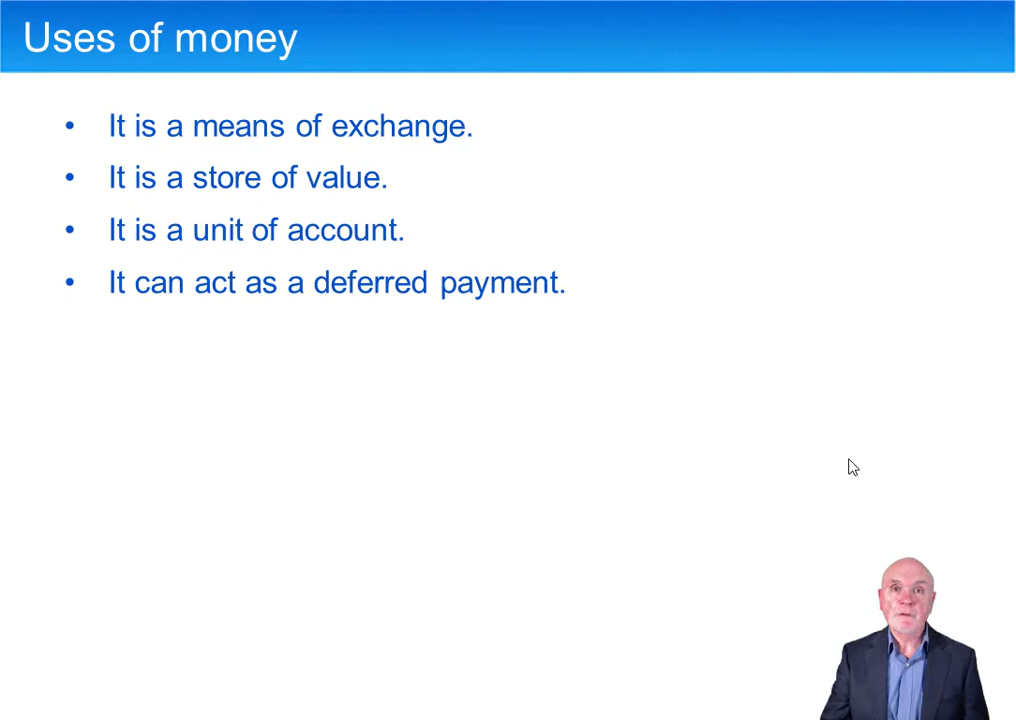 Uses of money
• It is a means of exchange.
• It is a store of value.
• It is a unit of account.
• It can act as a deferred payment.